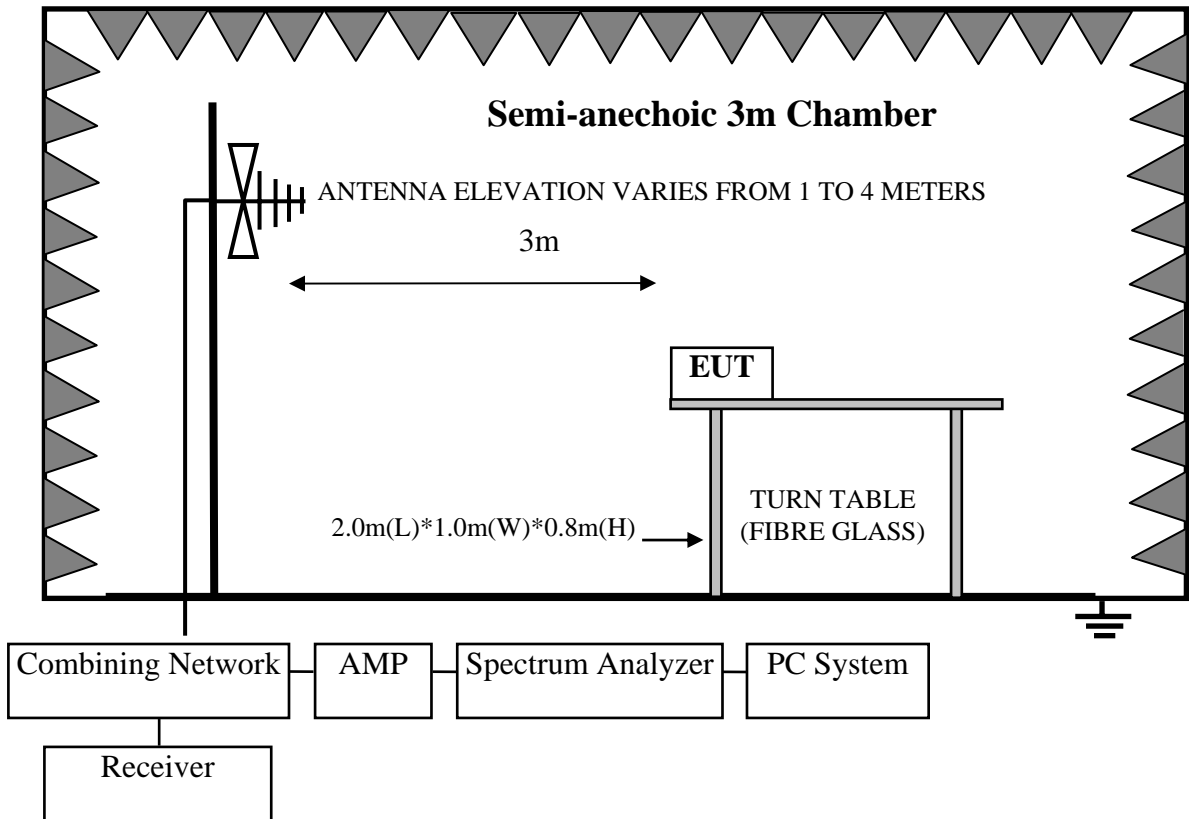 Semi-anechoic 3m Chamber
ANTENNA ELEVATION VARIES FROM 1 TO 4 METERS
3m
EUT
TURN TABLE
(FIBRE GLASS)
2.0m(L)*1.0m(W)*0.8m(H)
Combining Network
AMP
Spectrum Analyzer
PC System
Receiver